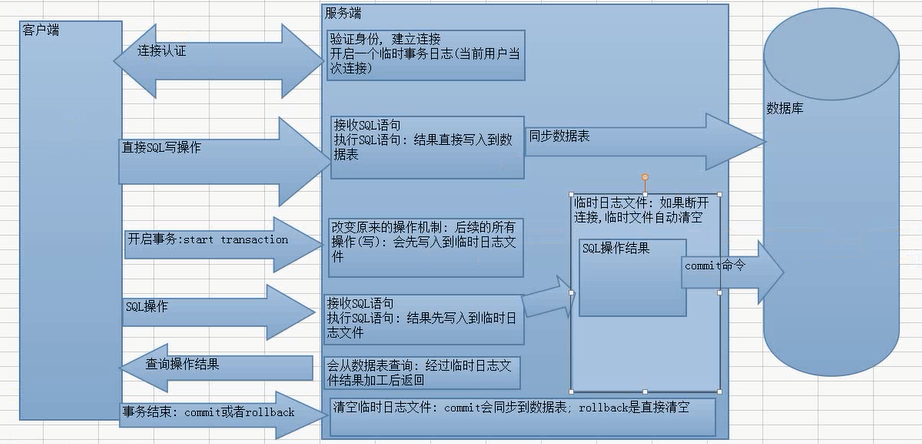 客户端
服务端
连接认证
验证身份, 建立连接
开启一个临时事务日志(当前用户当
次连接)
数据库
直接SQL写操作
接收SQL语句
执行SQL语句: 结果直接写入到数
据表
同步数据表
开启事务:start transaction
改变原来的操作机制: 后续的所有
操作(写): 会先写入到临时日志文
件
临时日志文件: 如果断开
连接,临时文件自动清空
SQL操作结果
commit命令
SQL操作
接收SQL语句
执行SQL语句: 结果先写入到临时日
志文件
查询操作结果
会从数据表查询: 经过临时日志文
件结果加工后返回
事务结束: commit或者rollback
清空临时日志文件: commit会同步到数据表; rollback是直接清空